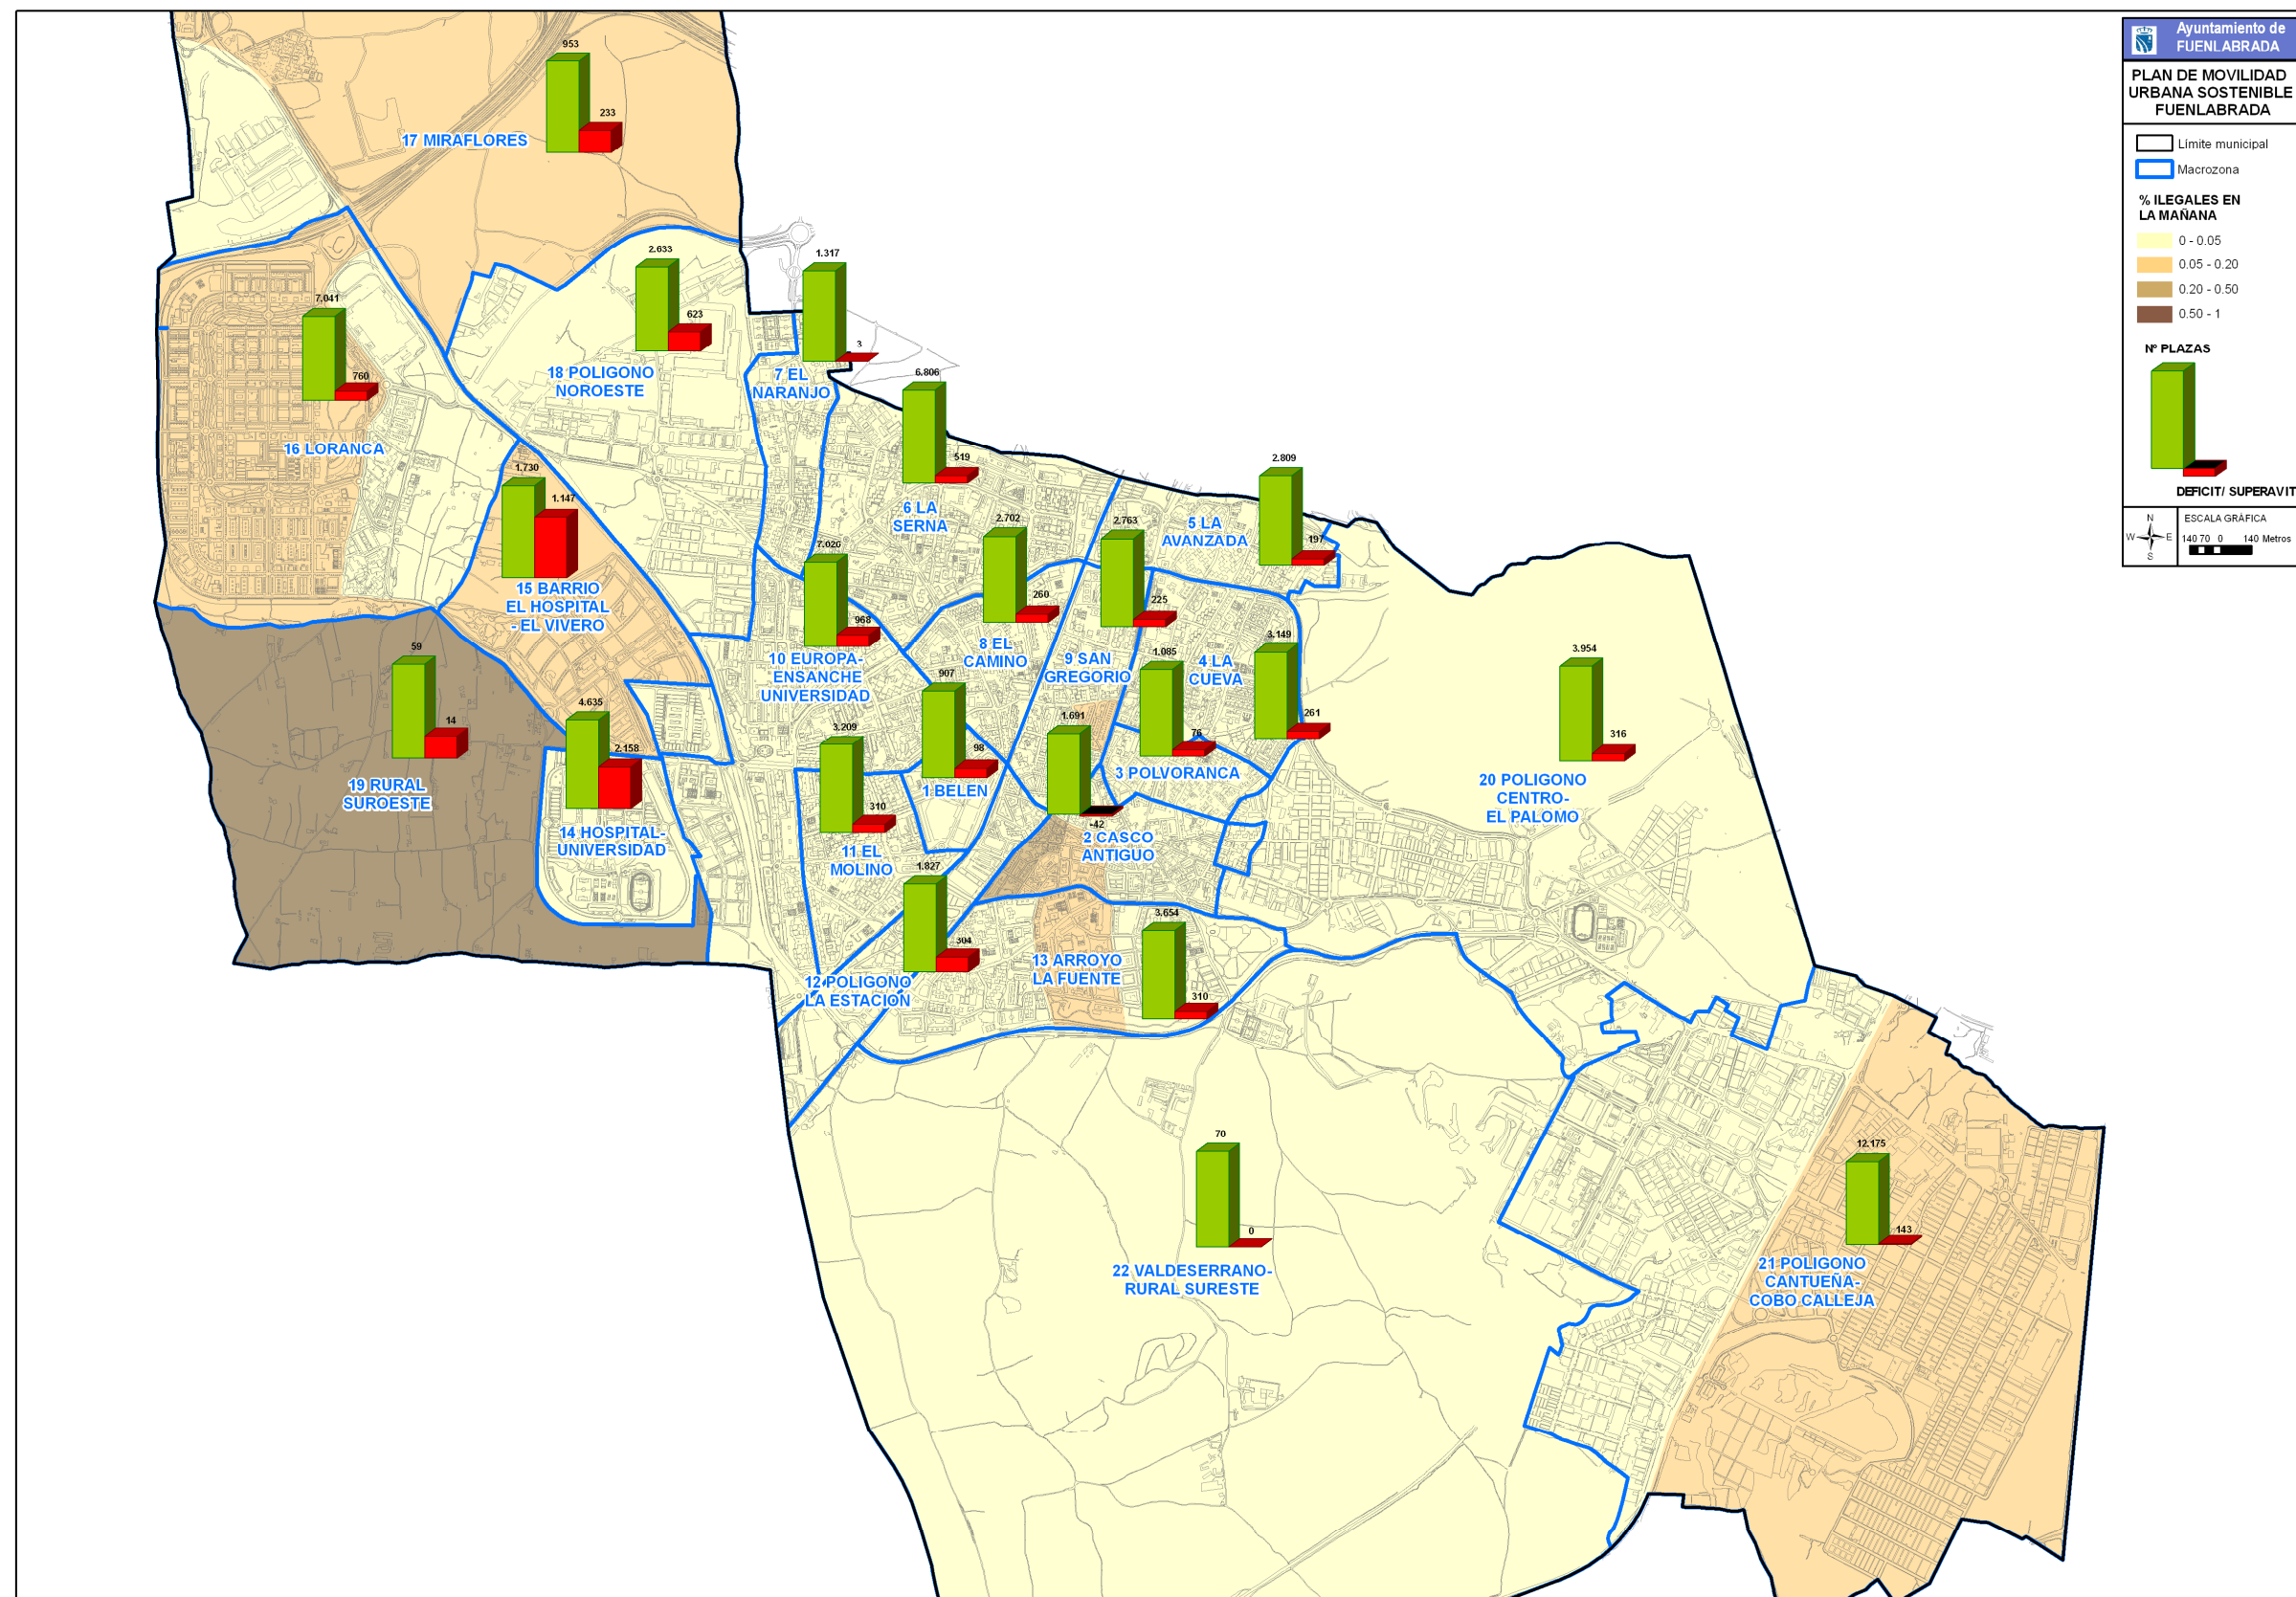 Ayuntamiento de
FUENLABRADA
PLAN DE MOVILIDAD
URBANA SOSTENIBLE
FUENLABRADA
Límite municipal
Macrozona
% ILEGALES EN
LA MAÑANA
0 - 0.05
0.05 - 0.20
0.20 - 0.50
0.50 - 1
Nº PLAZAS
DEFICIT/ SUPERAVIT
N
W
E
S
ESCALA GRÁFICA
140 70 0 140 Metros
953
233
17 MIRAFLORES
2.633
623
18 POLIGONO
NOROESTE
1.317
3
7 EL
NARANJO
7.041
760
16 LORANCA
6.806
519
6 LA
SERNA
1.730
1.147
15 BARRIO
EL HOSPITAL
- EL VIVERO
2.809
197
5 LA
AVANZADA
2.702
260
8 EL
CAMINO
2.763
225
9 SAN
GREGORIO
7.026
968
10 EUROPA-
ENSANCHE
UNIVERSIDAD
3.149
261
4 LA
CUEVA
1.085
76
3 POLVORANCA
59
14
19 RURAL
SUROESTE
4.635
2.158
14 HOSPITAL-
UNIVERSIDAD
907
98
1 BELEN
3.209
310
11 EL
MOLINO
1.691
-42
2 CASCO
ANTIGUO
3.954
316
20 POLIGONO
CENTRO-
EL PALOMO
1.827
304
12 POLIGONO
LA ESTACION
3.654
310
13 ARROYO
LA FUENTE
70
0
22 VALDESERRANO-
RURAL SURESTE
12.175
143
21 POLIGONO
CANTUEÑA-
COBO CALLEJA